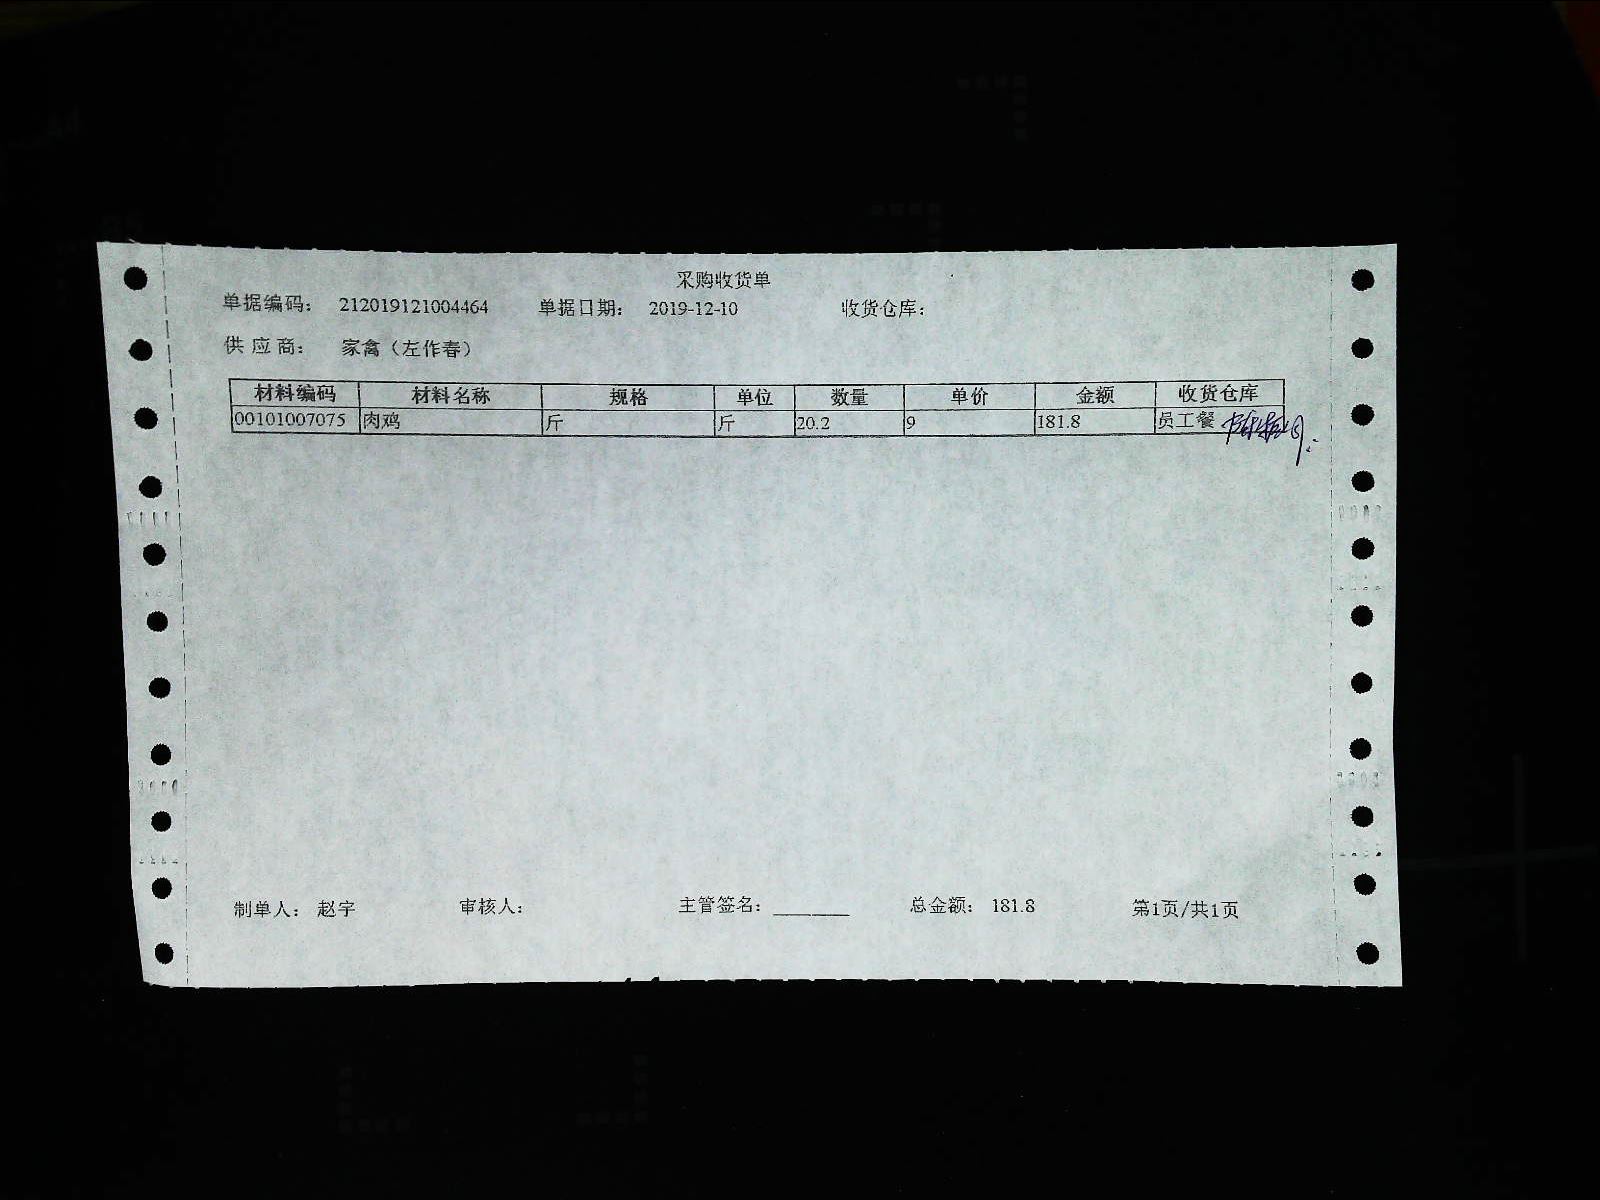 采购收货单
单据编码： 212019121004464 单据日期： 2019-12-10 收货仓库：
供应商： 家禽（左作春）
材料编码 材料名称 规格 单位 数量 单价 金额 收货仓库
00101007075 肉鸡 斤 斤 20.2 9 181.8 员工餐
制单人： 赵宇 审核人： 主管签名： 总金额： 181.8 第1页/共1页